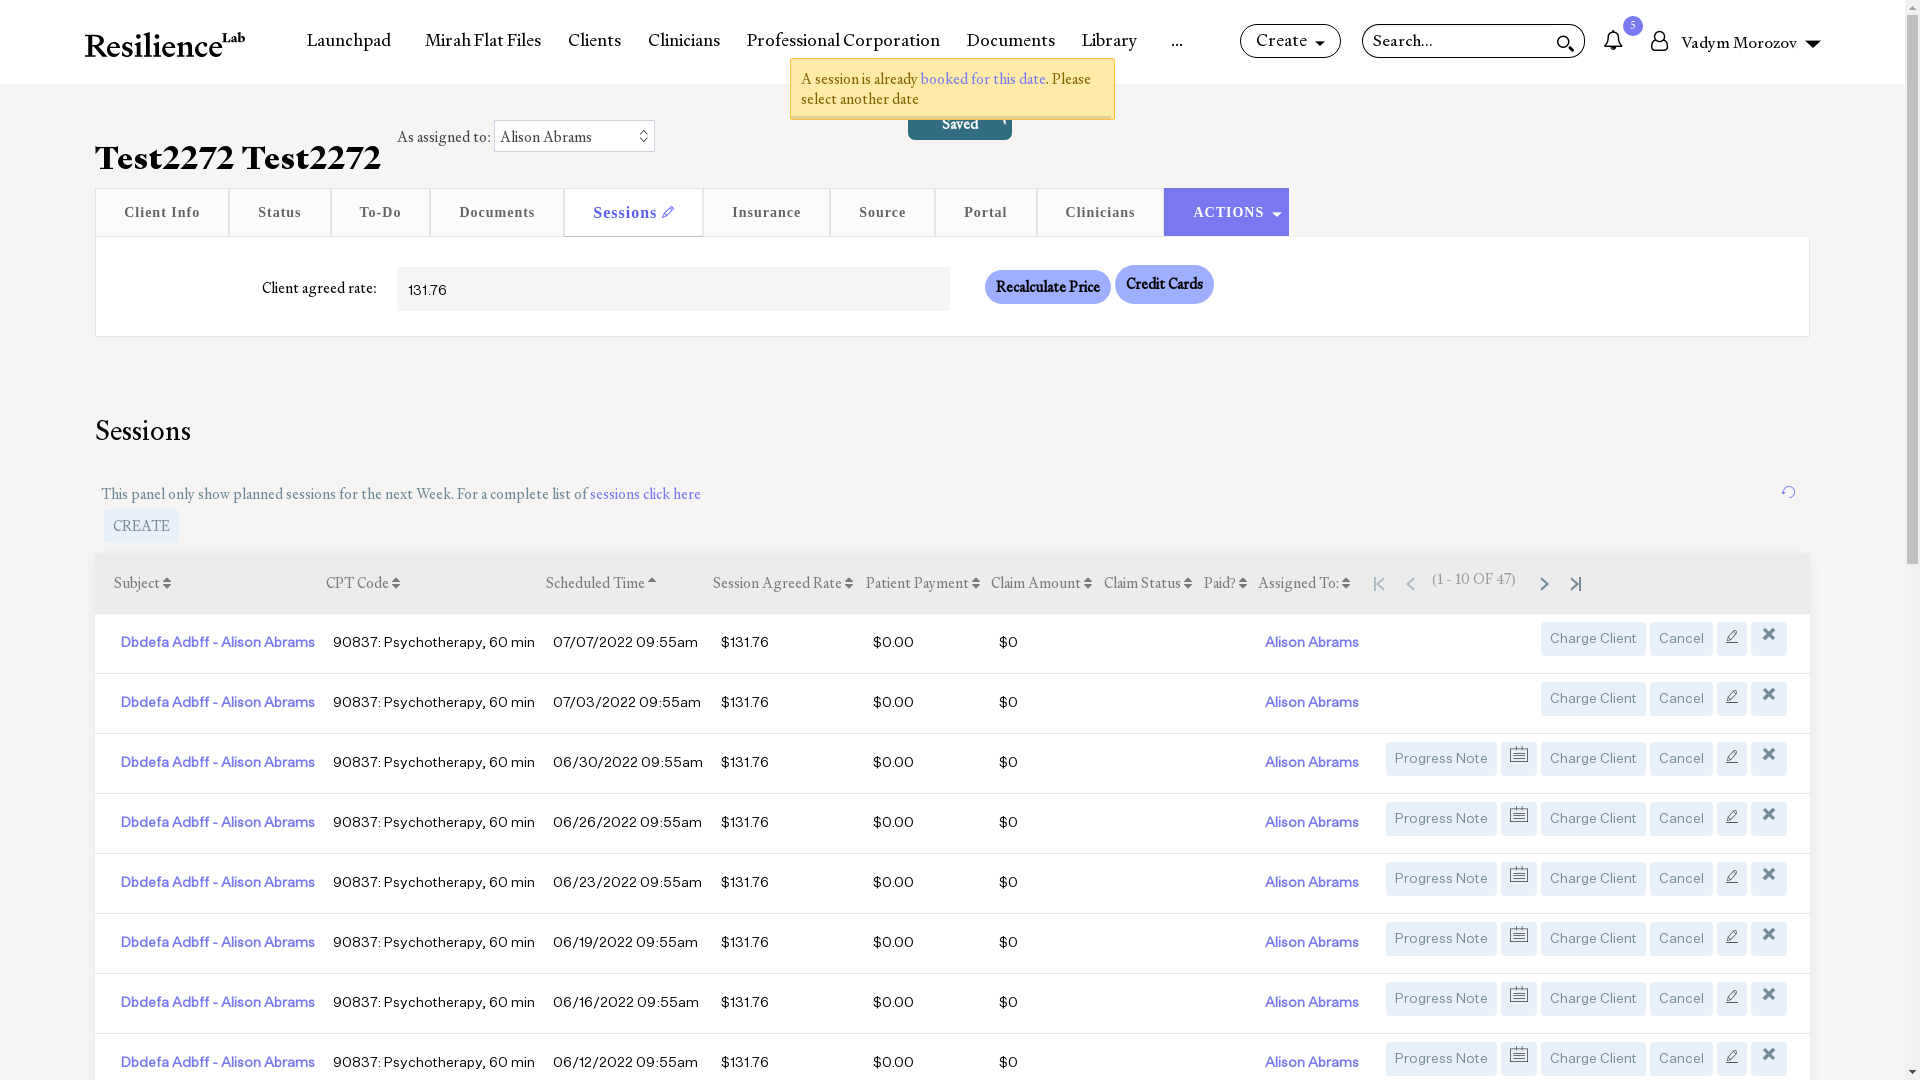 ResilienceLab Launchpad Mirah Flat Files Clients Clinicians Professional Corporation Documents Library ... Create Search... 5 Vadym Morozov
A session is already booked for this date. Please
select another date
Saved
Test2272 Test2272 As assigned to: Alison Abrams
Client Info Status To-Do Documents Sessions Insurance Source Portal Clinicians ACTIONS
Client agreed rate: 131.76 Recalculate Price Credit Cards
Sessions
This panel only show planned sessions for the next Week. For a complete list of sessions click here
CREATE
Subject CPT Code Scheduled Time Session Agreed Rate Patient Payment Claim Amount Claim Status Paid? Assigned To: (1 - 10 OF 47)
Dbdefa Adbff - Alison Abrams 90837: Psychotherapy, 60 min 07/07/2022 09:55am $131.76 $0.00 $0 Alison Abrams Charge Client Cancel
Dbdefa Adbff - Alison Abrams 90837: Psychotherapy, 60 min 07/03/2022 09:55am $131.76 $0.00 $0 Alison Abrams Charge Client Cancel
Dbdefa Adbff - Alison Abrams 90837: Psychotherapy, 60 min 06/30/2022 09:55am $131.76 $0.00 $0 Alison Abrams Progress Note Charge Client Cancel
Dbdefa Adbff - Alison Abrams 90837: Psychotherapy, 60 min 06/26/2022 09:55am $131.76 $0.00 $0 Alison Abrams Progress Note Charge Client Cancel
Dbdefa Adbff - Alison Abrams 90837: Psychotherapy, 60 min 06/23/2022 09:55am $131.76 $0.00 $0 Alison Abrams Progress Note Charge Client Cancel
Dbdefa Adbff - Alison Abrams 90837: Psychotherapy, 60 min 06/19/2022 09:55am $131.76 $0.00 $0 Alison Abrams Progress Note Charge Client Cancel
Dbdefa Adbff - Alison Abrams 90837: Psychotherapy, 60 min 06/16/2022 09:55am $131.76 $0.00 $0 Alison Abrams Progress Note Charge Client Cancel
Dbdefa Adbff - Alison Abrams 90837: Psychotherapy, 60 min 06/12/2022 09:55am $131.76 $0.00 $0 Alison Abrams Progress Note Charge Client Cancel